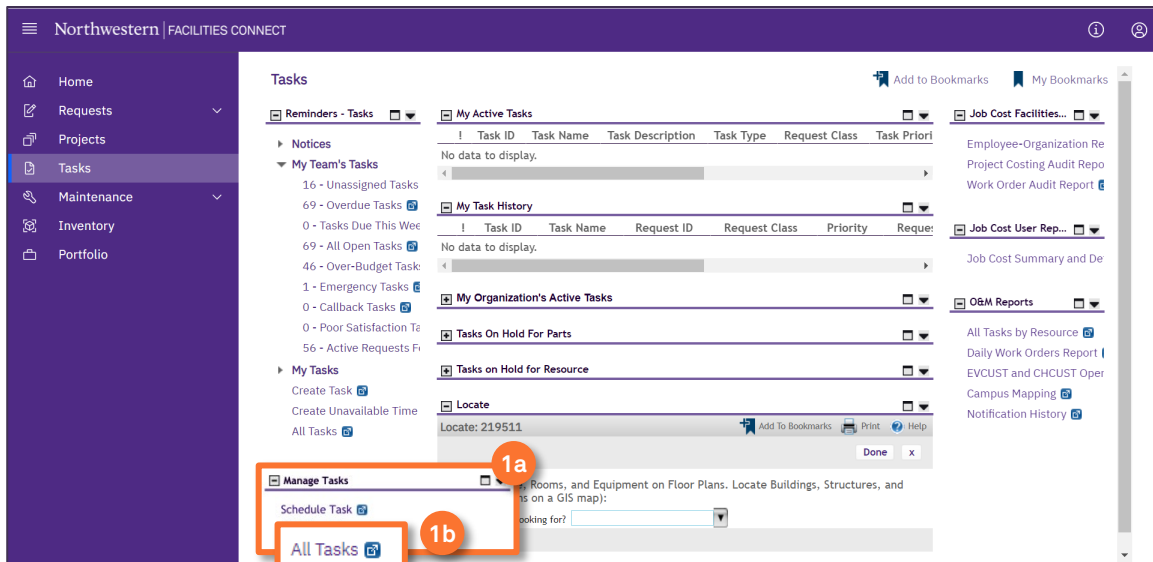 Northwestern | FACILITIES CONNECT
Home
Requests
Projects
Tasks
Maintenance
Inventory
Portfolio
Tasks
Add to Bookmarks
My Bookmarks
Reminders - Tasks
Notices
My Team's Tasks
16 - Unassigned Tasks
69 - Overdue Tasks
0 - Tasks Due This Wee
69 - All Open Tasks
46 - Over-Budget Task
1 - Emergency Tasks
0 - Callback Tasks
0 - Poor Satisfaction Ta
56 - Active Requests F
My Tasks
Create Task
Create Unavailable Time
All Tasks
Manage Tasks
Schedule Task
All Tasks
1a
1b
My Active Tasks
! Task ID Task Name Task Description Task Type Request Class Task Priori
No data to display.
My Task History
! Task ID Task Name Request ID Request Class Priority Reques
No data to display.
My Organization's Active Tasks
Tasks On Hold For Parts
Tasks on Hold for Resource
Locate
Locate: 219511
Add To Bookmarks Print Help
Done x
, Rooms, and Equipment on Floor Plans. Locate Buildings, Structures, and
s on a GIS map):
ooking for?
Job Cost Facilities...
Employee-Organization Re
Project Costing Audit Repo
Work Order Audit Report
Job Cost User Rep...
Job Cost Summary and De
O&M Reports
All Tasks by Resource
Daily Work Orders Report
EVCUST and CHCUST Oper
Campus Mapping
Notification History